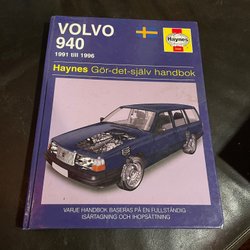 VOLVO
940
1991 till 1996
Haynes
Haynes Gör-det-själv handbok
VARJE HANDBOK BASERAS PÅ EN FULLSTÄNDIG
ISÄRTAGNING OCH IHOPSÄTTNING